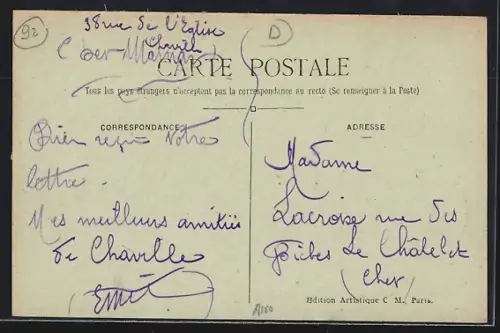 92
38 rue de l'Eglise
D
Chaville
CARTE POSTALE
Tous les pays étrangers n'acceptent pas la correspondance au recto (Se renseigner à la Poste)
CORRESPONDANCE
Bien reçu Votre
lettre.
Mes meilleurs amitiés
de Chaville
ADRESSE
Madame
Lacroix rue des
Le Châtelet
(Cher)
Edition Artistique C. M., Paris.